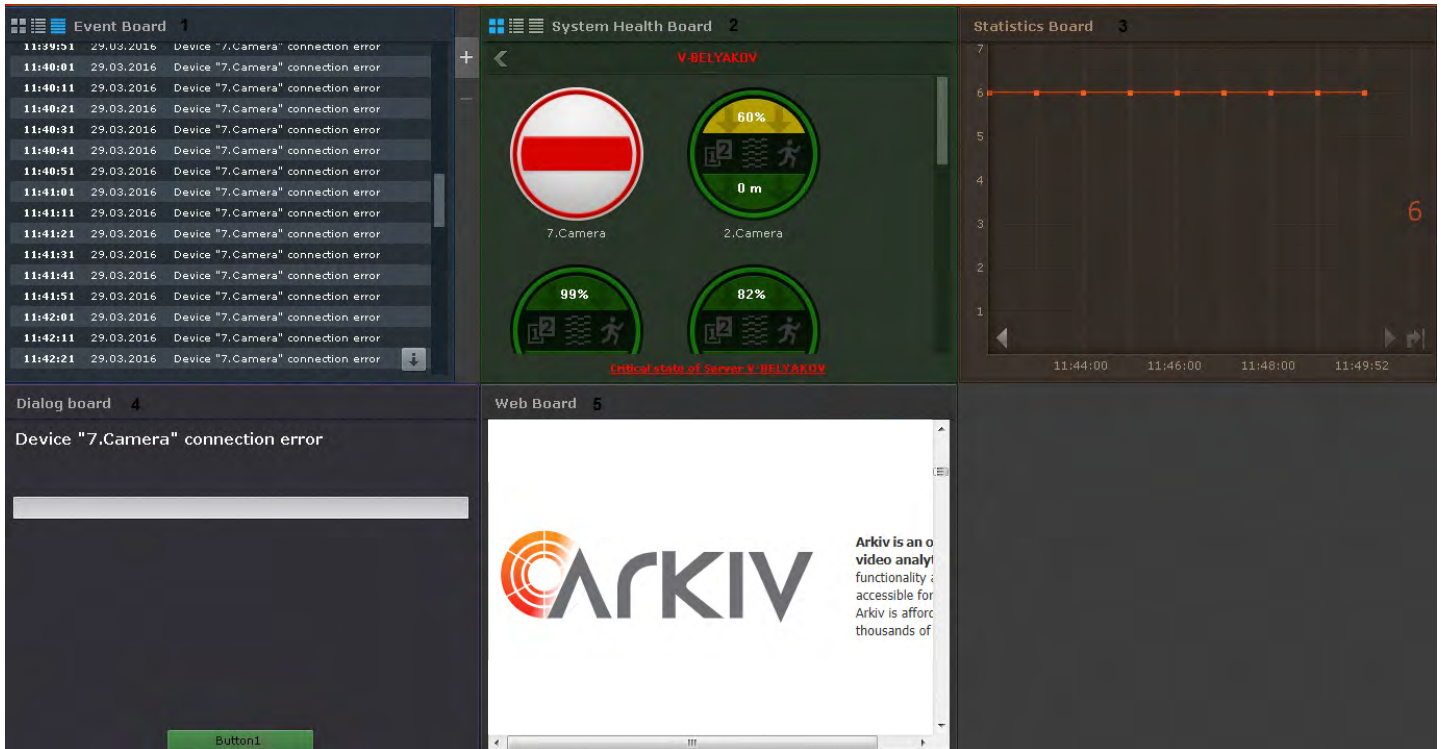 Event Board 1
11:39:51 29.03.2016 Device "7.Camera" connection error
11:40:01 29.03.2016 Device "7.Camera" connection error
11:40:11 29.03.2016 Device "7.Camera" connection error
11:40:21 29.03.2016 Device "7.Camera" connection error
11:40:31 29.03.2016 Device "7.Camera" connection error
11:40:41 29.03.2016 Device "7.Camera" connection error
11:40:51 29.03.2016 Device "7.Camera" connection error
11:41:01 29.03.2016 Device "7.Camera" connection error
11:41:11 29.03.2016 Device "7.Camera" connection error
11:41:21 29.03.2016 Device "7.Camera" connection error
11:41:31 29.03.2016 Device "7.Camera" connection error
11:41:41 29.03.2016 Device "7.Camera" connection error
11:41:51 29.03.2016 Device "7.Camera" connection error
11:42:01 29.03.2016 Device "7.Camera" connection error
11:42:11 29.03.2016 Device "7.Camera" connection error
11:42:21 29.03.2016 Device "7.Camera" connection error
System Health Board 2
V-BELYAKOV
60%
12
0 m
7.Camera
2.Camera
99%
82%
12
12
Critical state of Server V-BELYAKOV
Statistics Board 3
7
6
5
4
3
2
1
6
11:44:00 11:46:00 11:48:00 11:49:52
Dialog board 4
Device "7.Camera" connection error
Button1
Web Board 5
ARKIV
Arkiv is an o
video analyt
functionality a
accessible for
Arkiv is afford
thousands of